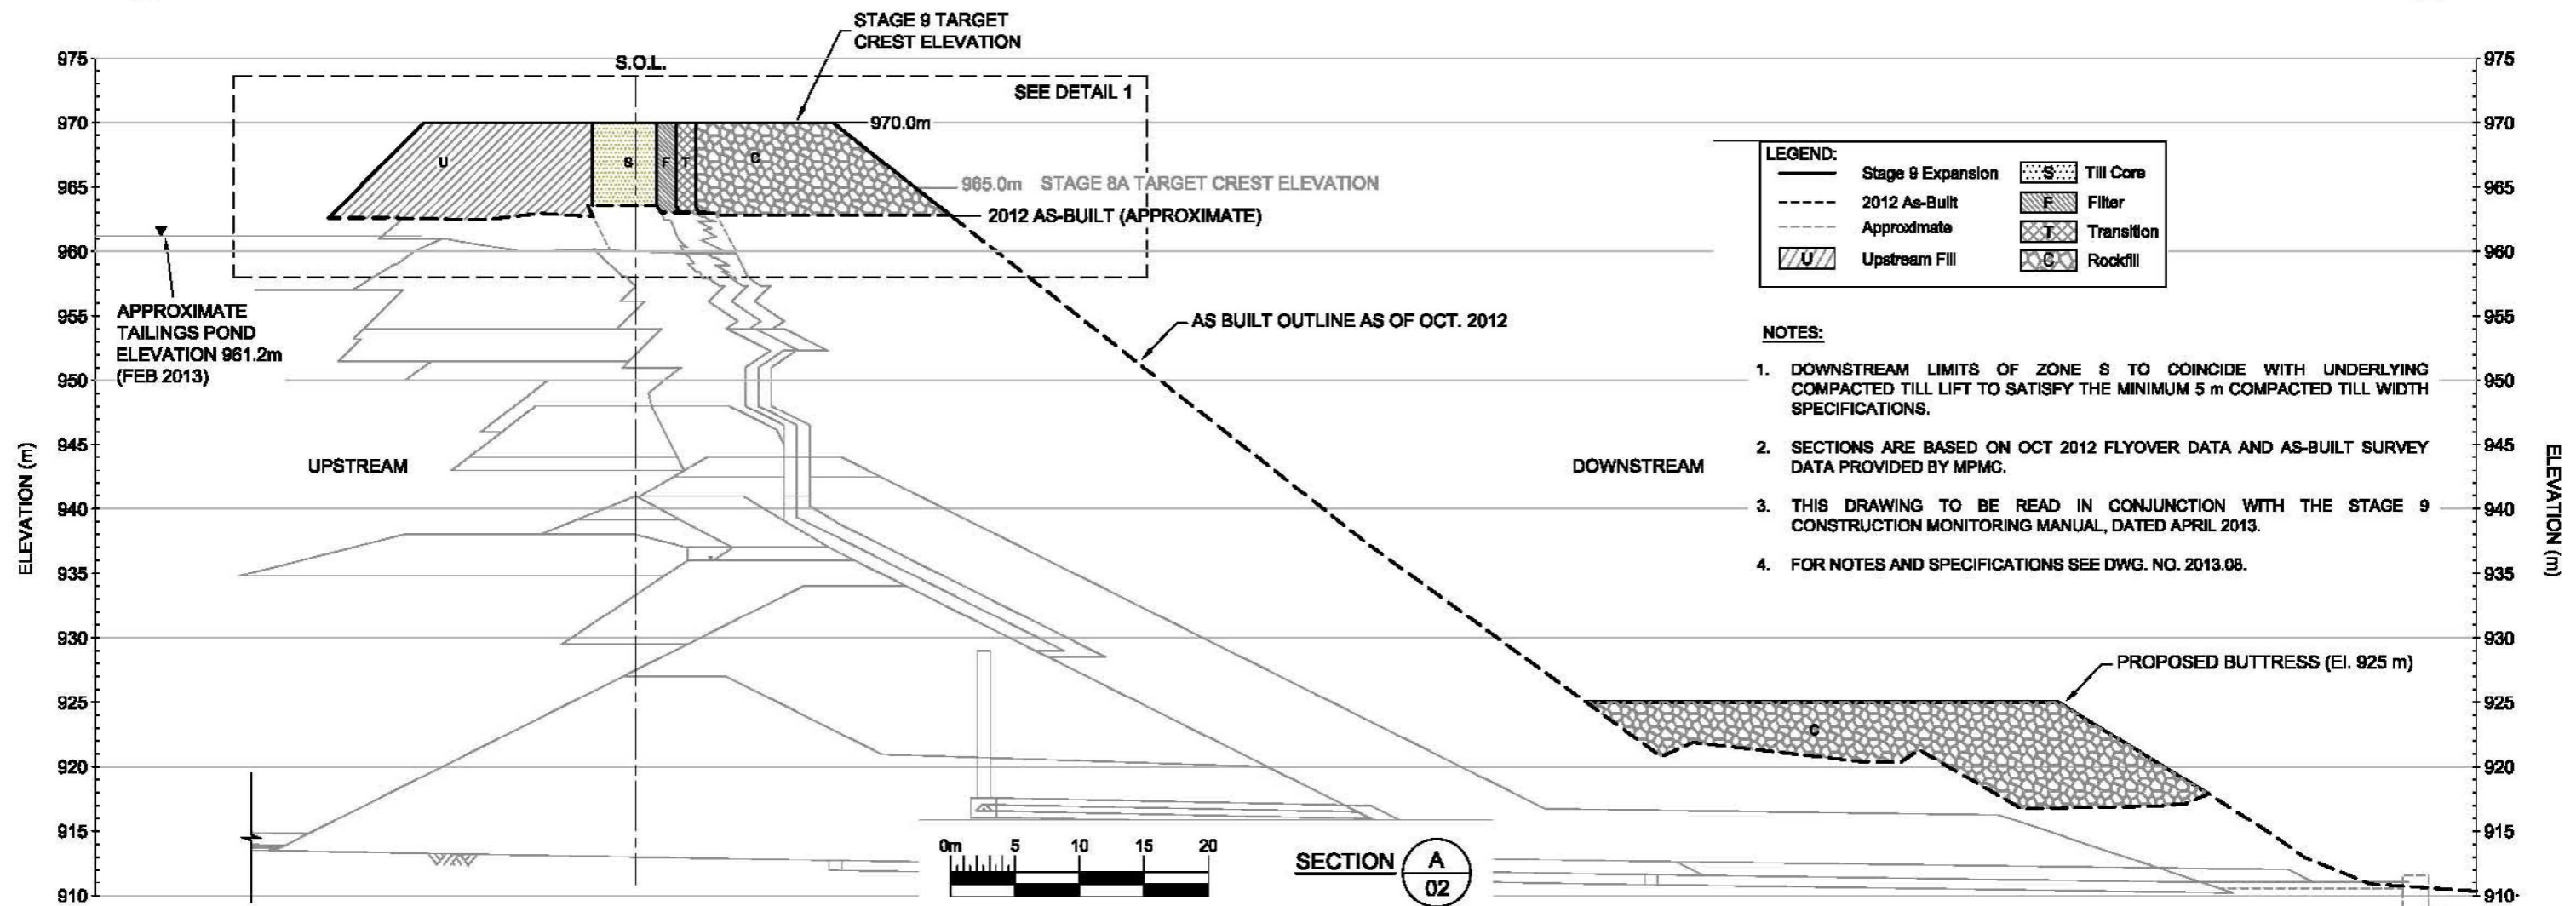 STAGE 9 TARGET
CREST ELEVATION
S.O.L.
SEE DETAIL 1
970.0m
965.0m STAGE 8A TARGET CREST ELEVATION
2012 AS-BUILT (APPROXIMATE)
U
S
F
T
C
APPROXIMATE
TAILINGS POND
ELEVATION 961.2m
(FEB 2013)
AS BUILT OUTLINE AS OF OCT. 2012
UPSTREAM
DOWNSTREAM
PROPOSED BUTTRESS (El. 925 m)
C
LEGEND:
Stage 9 Expansion
2012 As-Built
Approximate
U Upstream Fill
S Till Core
F Filter
T Transition
C Rockfill
NOTES:
1. DOWNSTREAM LIMITS OF ZONE S TO COINCIDE WITH UNDERLYING
COMPACTED TILL LIFT TO SATISFY THE MINIMUM 5 m COMPACTED TILL WIDTH
SPECIFICATIONS.
2. SECTIONS ARE BASED ON OCT 2012 FLYOVER DATA AND AS-BUILT SURVEY
DATA PROVIDED BY MPMC.
3. THIS DRAWING TO BE READ IN CONJUNCTION WITH THE STAGE 9
CONSTRUCTION MONITORING MANUAL, DATED APRIL 2013.
4. FOR NOTES AND SPECIFICATIONS SEE DWG. NO. 2013.08.
ELEVATION (m)
975
970
965
960
955
950
945
940
935
930
925
920
915
910
975
970
965
960
955
950
945
940
935
930
925
920
915
910
ELEVATION (m)
0m 5 10 15 20
SECTION A
02